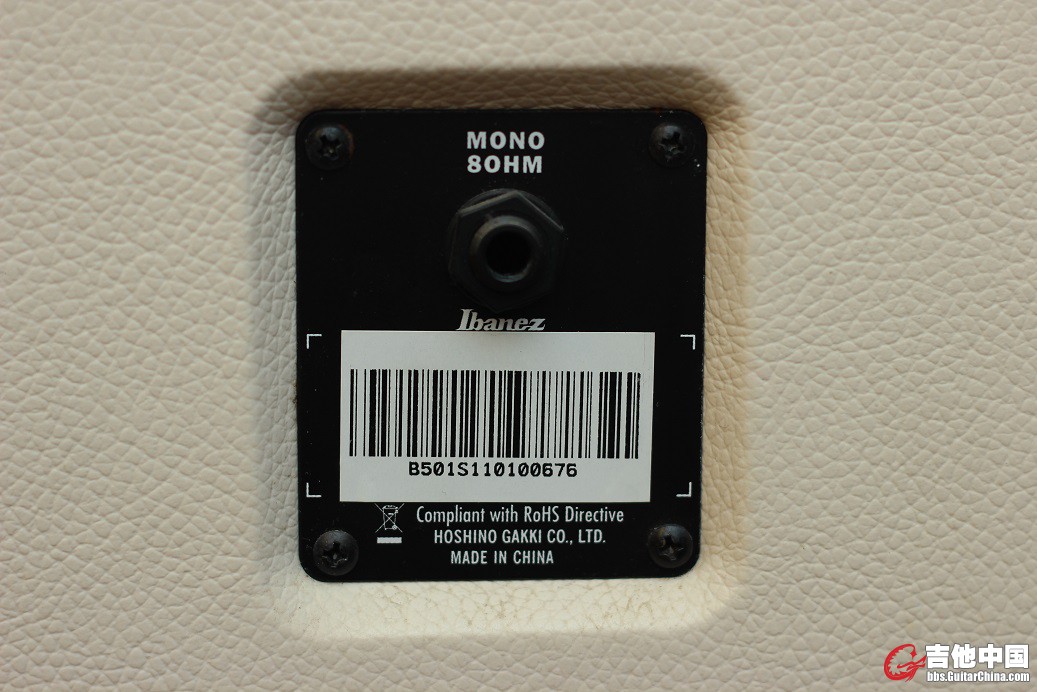 MONO
8OHM
Ibanez
B501S110100676
Compliant with RoHS Directive
HOSHINO GAKKI CO., LTD.
MADE IN CHINA
吉他中国
bbs.GuitarChina.com